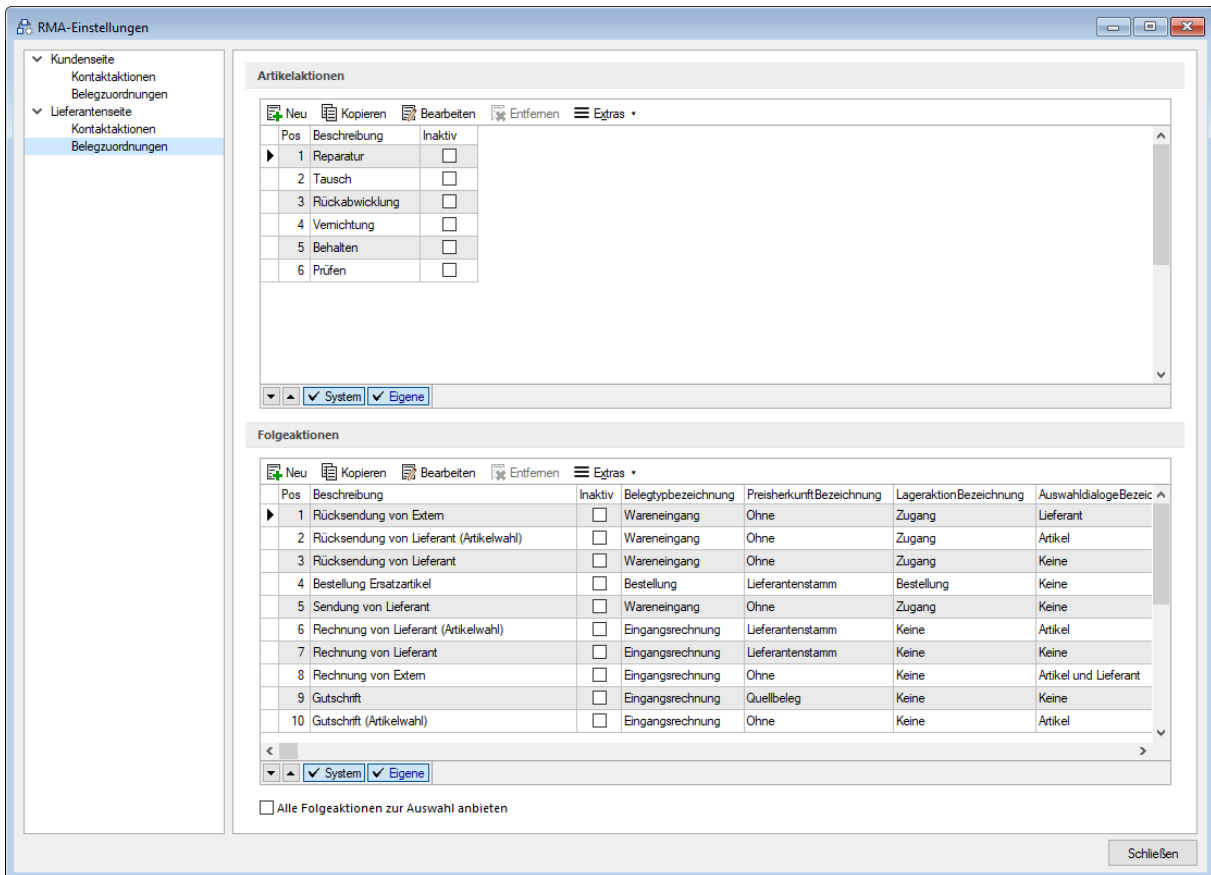 RMA-Einstellungen
Kundenseite
Kontaktaktionen
Belegzuordnungen
Lieferantenseite
Kontaktaktionen
Belegzuordnungen
Artikelaktionen
Neu Kopieren Bearbeiten Entfernen Extras
Pos Beschreibung Inaktiv
1 Reparatur
2 Tausch
3 Rückabwicklung
4 Vernichtung
5 Behalten
6 Prüfen
System Eigene
Folgeaktionen
Neu Kopieren Bearbeiten Entfernen Extras
Pos Beschreibung Inaktiv Belegtypbezeichnung PreisherkunftBezeichnung LageraktionBezeichnung AuswahldialogeBezeic
1 Rücksendung von Extern Wareneingang Ohne Zugang Lieferant
2 Rücksendung von Lieferant (Artikelwahl) Wareneingang Ohne Zugang Artikel
3 Rücksendung von Lieferant Wareneingang Ohne Zugang Keine
4 Bestellung Ersatzartikel Bestellung Lieferantenstamm Bestellung Keine
5 Sendung von Lieferant Wareneingang Ohne Zugang Keine
6 Rechnung von Lieferant (Artikelwahl) Eingangsrechnung Lieferantenstamm Keine Artikel
7 Rechnung von Lieferant Eingangsrechnung Lieferantenstamm Keine Keine
8 Rechnung von Extern Eingangsrechnung Ohne Keine Artikel und Lieferant
9 Gutschrift Eingangsrechnung Quellbeleg Keine Keine
10 Gutschrift (Artikelwahl) Eingangsrechnung Ohne Keine Artikel
System Eigene
Alle Folgeaktionen zur Auswahl anbieten
Schließen